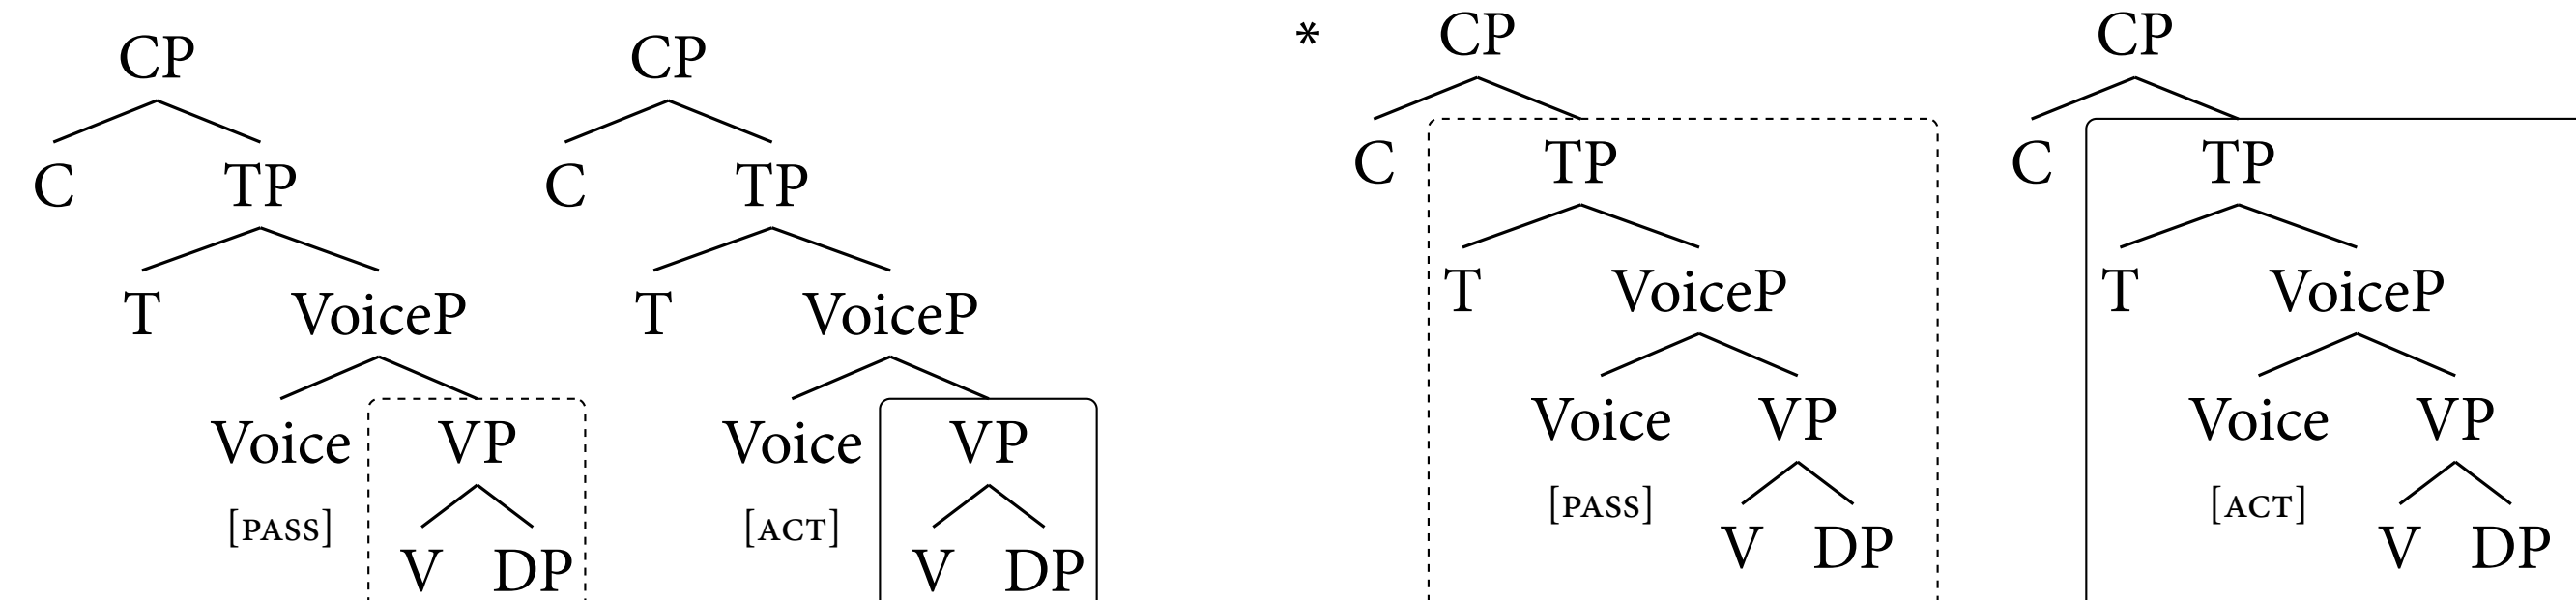 * CP CP
CP CP
C TP C TP
C TP C TP
T VoiceP T VoiceP
T VoiceP T VoiceP
Voice VP Voice VP
Voice VP Voice VP
[PASS] [ACT]
[PASS] [ACT]
V DP V DP
V DP V DP